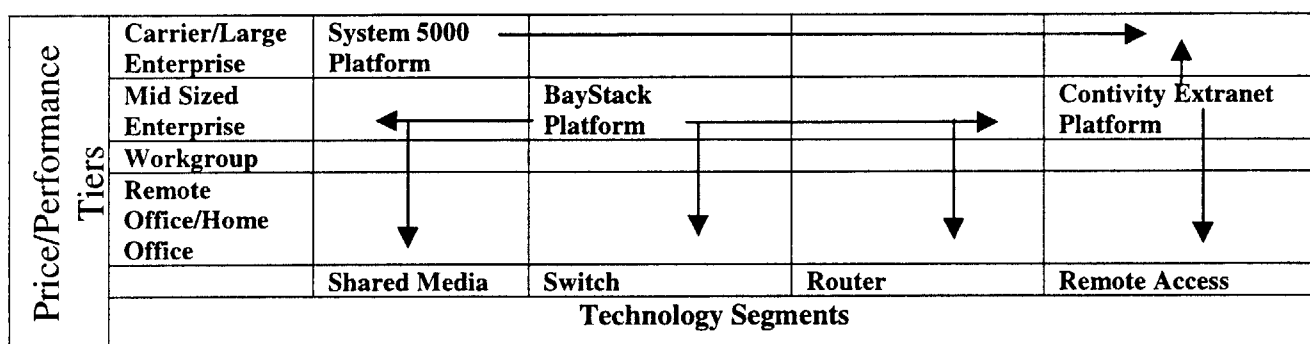 Price/Performance
Tiers
Carrier/Large
Enterprise
System 5000
Platform
Mid Sized
Enterprise
BayStack
Platform
Contivity Extranet
Platform
Workgroup
Remote
Office/Home
Office
Shared Media
Switch
Router
Remote Access
Technology Segments